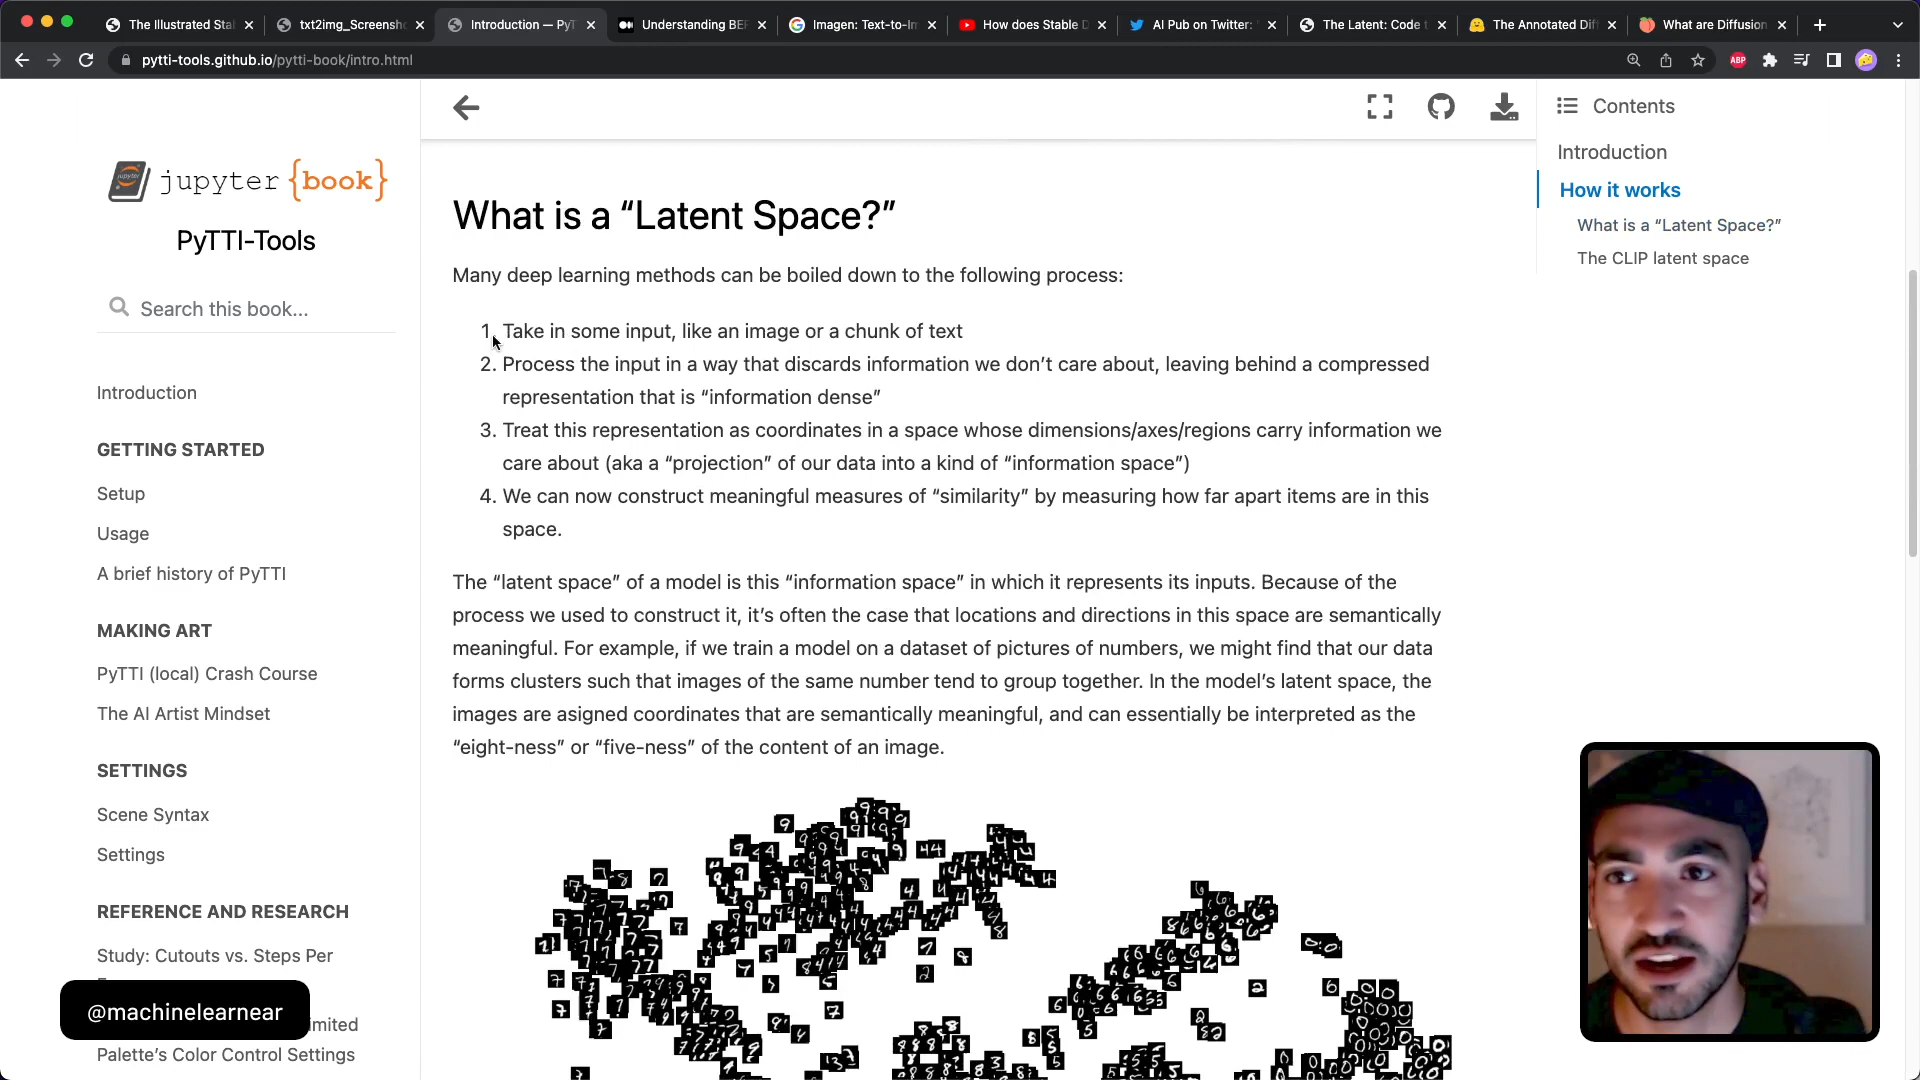 The Illustrated Sta
txt2img_Screensh
Introduction — PyT
Understanding BER
Imagen: Text-to-Im
How does Stable D
AI Pub on Twitter:
The Latent: Code t
The Annotated Diff
What are Diffusion
pytti-tools.github.io/pytti-book/intro.html
ABP
jupyter {book}
PyTTI-Tools
Search this book...
Introduction
GETTING STARTED
Setup
Usage
A brief history of PyTTI
MAKING ART
PyTTI (local) Crash Course
The AI Artist Mindset
SETTINGS
Scene Syntax
Settings
REFERENCE AND RESEARCH
Study: Cutouts vs. Steps Per
@machinelearnear
imited
Palette’s Color Control Settings
What is a “Latent Space?”
Many deep learning methods can be boiled down to the following process:
1. Take in some input, like an image or a chunk of text
2. Process the input in a way that discards information we don’t care about, leaving behind a compressed
representation that is “information dense”
3. Treat this representation as coordinates in a space whose dimensions/axes/regions carry information we
care about (aka a “projection” of our data into a kind of “information space”)
4. We can now construct meaningful measures of “similarity” by measuring how far apart items are in this
space.
The “latent space” of a model is this “information space” in which it represents its inputs. Because of the
process we used to construct it, it’s often the case that locations and directions in this space are semantically
meaningful. For example, if we train a model on a dataset of pictures of numbers, we might find that our data
forms clusters such that images of the same number tend to group together. In the model’s latent space, the
images are asigned coordinates that are semantically meaningful, and can essentially be interpreted as the
“eight-ness” or “five-ness” of the content of an image.
Contents
Introduction
How it works
What is a “Latent Space?”
The CLIP latent space